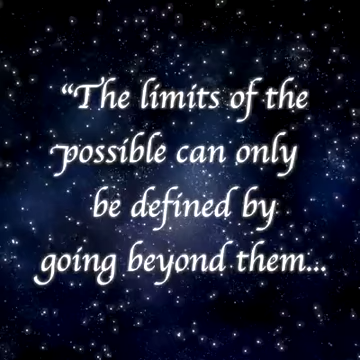 “The limits of the
possible can only
be defined by
going beyond them...